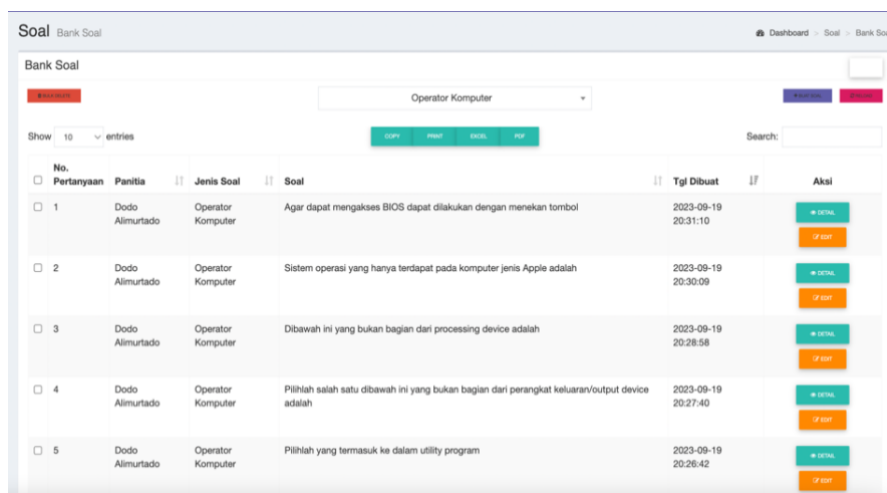 Soal Bank Soal Dashboard > Soal > Bank So
Bank Soal
BULK DELETE
Operator Komputer
Show 10 entries
COPY PRINT EXCEL PDF
Search:
No. Pertanyaan Panitia Jenis Soal Soal Tgl Dibuat Aksi
1 Dodo Alimurtado Operator Komputer Agar dapat mengakses BIOS dapat dilakukan dengan menekan tombol 2023-09-19 20:31:10 DETAIL EDIT
2 Dodo Alimurtado Operator Komputer Sistem operasi yang hanya terdapat pada komputer jenis Apple adalah 2023-09-19 20:30:09 DETAIL EDIT
3 Dodo Alimurtado Operator Komputer Dibawah ini yang bukan bagian dari processing device adalah 2023-09-19 20:28:58 DETAIL EDIT
4 Dodo Alimurtado Operator Komputer Pilihlah salah satu dibawah ini yang bukan bagian dari perangkat keluaran/output device adalah 2023-09-19 20:27:40 DETAIL EDIT
5 Dodo Alimurtado Operator Komputer Pilihlah yang termasuk ke dalam utility program 2023-09-19 20:26:42 DETAIL EDIT